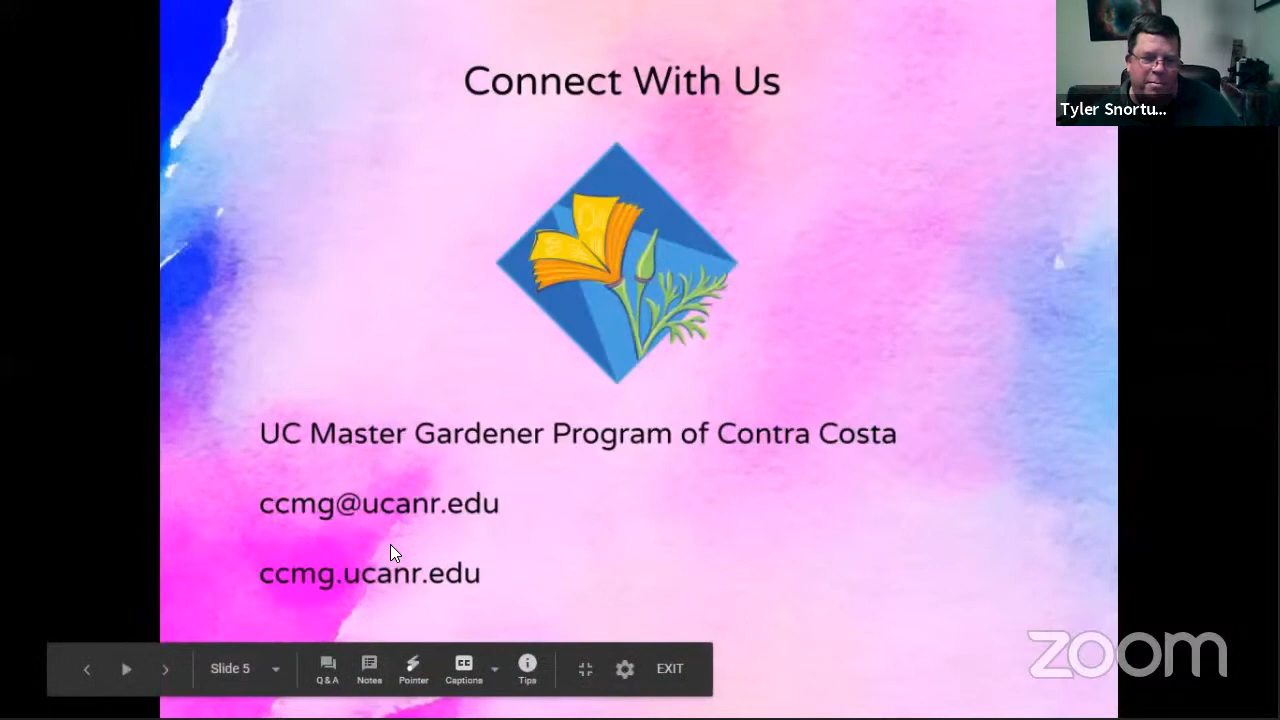 Connect With Us
Tyler Snortu...
UC Master Gardener Program of Contra Costa
ccmg@ucanr.edu
ccmg.ucanr.edu
Slide 5
Q & A
Notes
Pointer
CC
Captions
Tips
EXIT
zoom